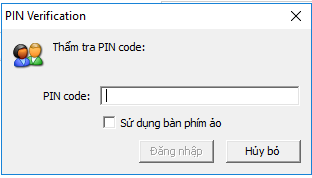 PIN Verification
Thẩm tra PIN code:
PIN code:
Sử dụng bàn phím ảo
Đăng nhập
Hủy bỏ